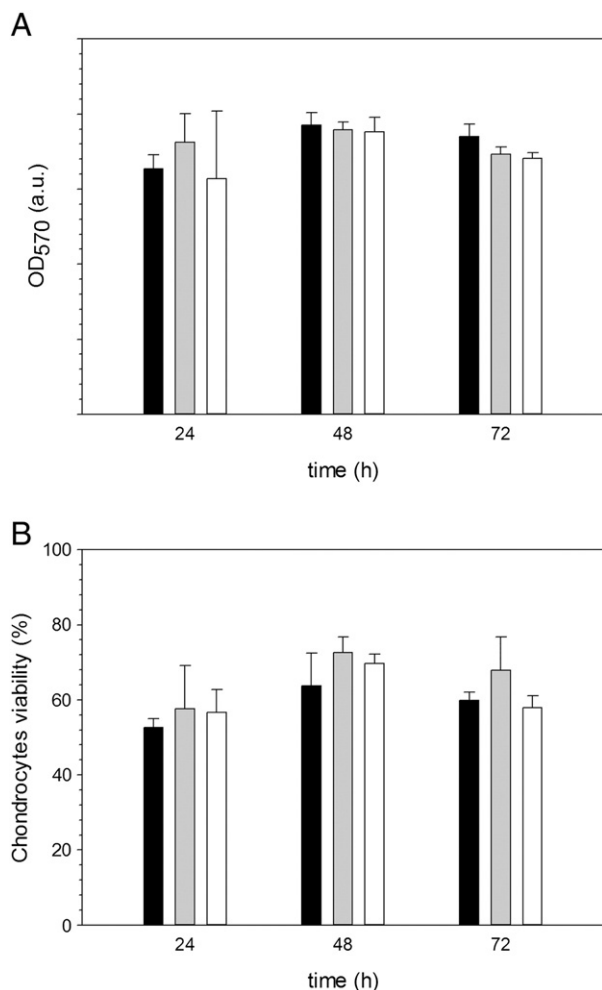 A
OD570 (a.u.)
24 48 72
time (h)
B
Chondrocytes viability (%)
100
80
60
40
20
0
24 48 72
time (h)